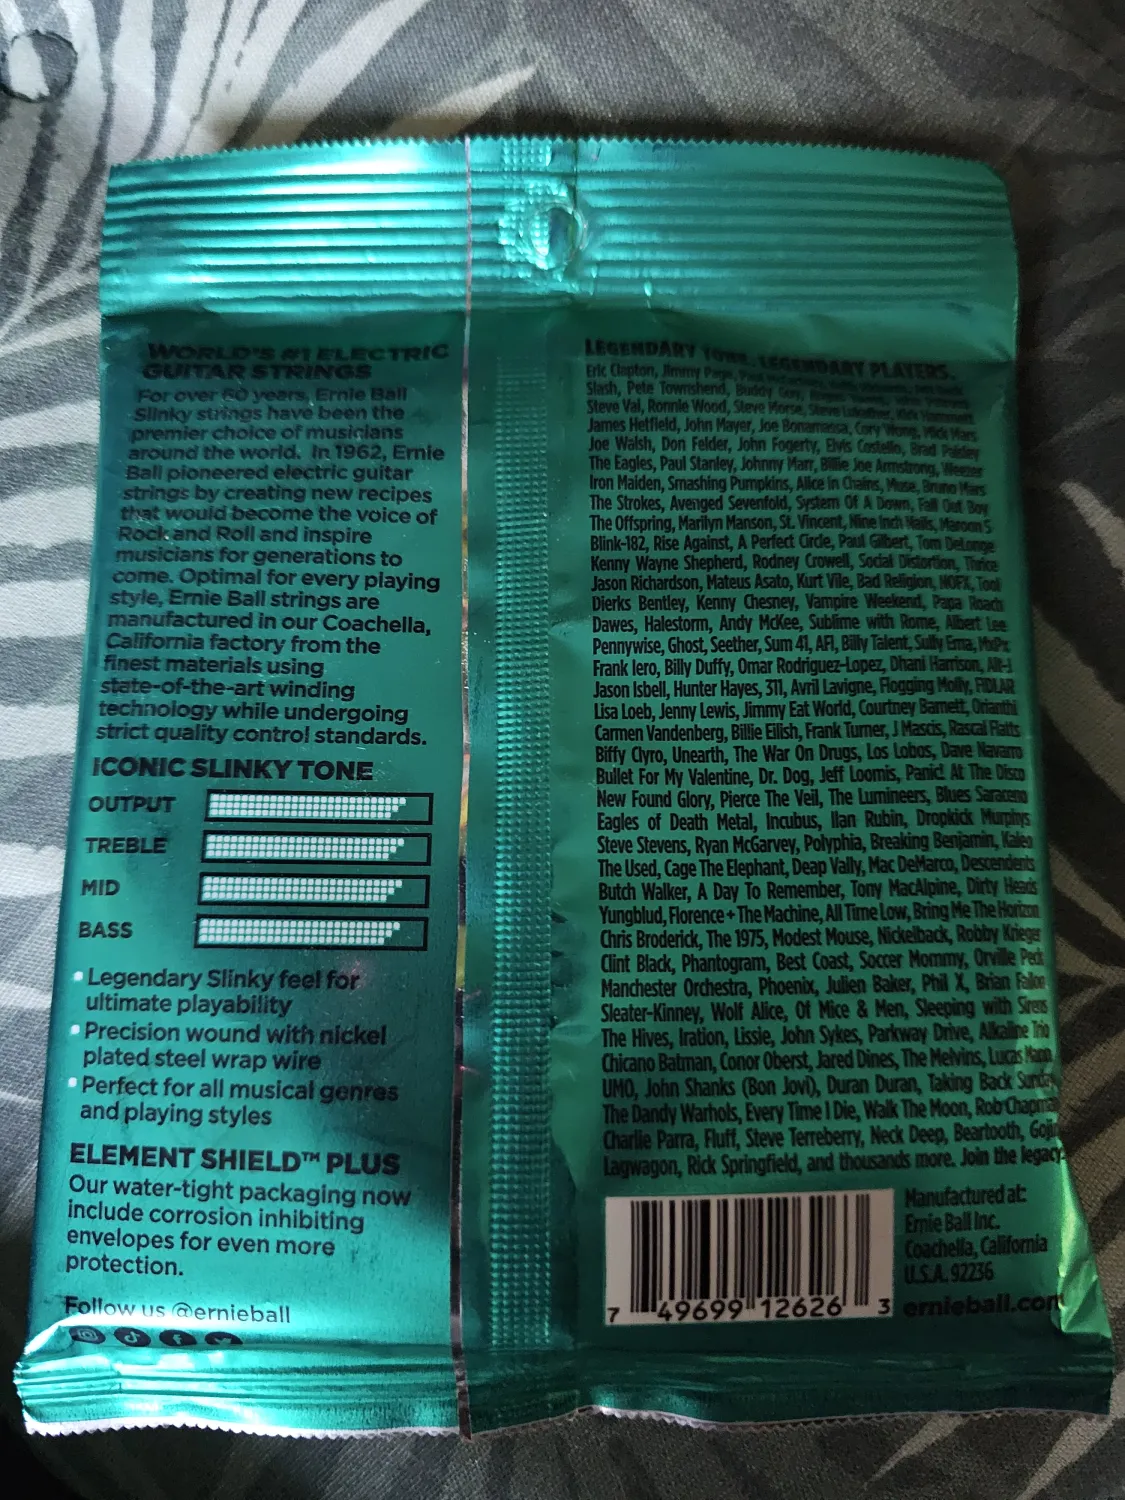 WORLD'S #1 ELECTRIC
GUITAR STRINGS
For over 60 years, Ernie Ball
Slinky strings have been the
premier choice of musicians
around the world. In 1962, Ernie
Ball pioneered electric guitar
strings by creating new recipes
that would become the voice of
Rock and Roll and inspire
musicians for generations to
come. Optimal for every playing
style, Ernie Ball strings are
manufactured in our Coachella,
California factory from the
finest materials using
state-of-the-art winding
technology while undergoing
strict quality control standards.
ICONIC SLINKY TONE
OUTPUT
TREBLE
MID
BASS
Legendary Slinky feel for
ultimate playability
Precision wound with nickel
plated steel wrap wire
Perfect for all musical genres
and playing styles
ELEMENT SHIELD™ PLUS
Our water-tight packaging now
include corrosion inhibiting
envelopes for even more
protection.
Follow us @ernieball
LEGENDARY TONE. LEGENDARY PLAYERS.
Eric Clapton, Jimmy Page,
Slash, Pete Townshend, Buddy Guy,
Steve Vai, Ronnie Wood, Steve Morse, Steve Lukather, Kirk Hammett
James Hetfield, John Mayer, Joe Bonamassa, Cory Wong, Mick Mars
Joe Walsh, Don Felder, John Fogerty, Elvis Costello, Brad Paisley
The Eagles, Paul Stanley, Johnny Marr, Billie Joe Armstrong, Weezer
Iron Maiden, Smashing Pumpkins, Alice in Chains, Muse, Bruno Mars
The Strokes, Avenged Sevenfold, System Of A Down, Fall Out Boy
The Offspring, Marilyn Manson, St. Vincent, Nine Inch Nails, Maroon 5
Blink-182, Rise Against, A Perfect Circle, Paul Gilbert, Tom DeLonge
Kenny Wayne Shepherd, Rodney Crowell, Social Distortion, Thrice
Jason Richardson, Mateus Asato, Kurt Vile, Bad Religion, NOFX, Tool
Dierks Bentley, Kenny Chesney, Vampire Weekend, Papa Roach
Dawes, Halestorm, Andy McKee, Sublime with Rome, Albert Lee
Pennywise, Ghost, Seether, Sum 41, AFI, Billy Talent, Sully Erna, MxPx
Frank Iero, Billy Duffy, Omar Rodriguez-Lopez, Dhani Harrison, Alt-J
Jason Isbell, Hunter Hayes, 311, Avril Lavigne, Flogging Molly, FIDLAR
Lisa Loeb, Jenny Lewis, Jimmy Eat World, Courtney Barnett, Orianthi
Carmen Vandenberg, Billie Eilish, Frank Turner, J Mascis, Rascal Flatts
Biffy Clyro, Unearth, The War On Drugs, Los Lobos, Dave Navarro
Bullet For My Valentine, Dr. Dog, Jeff Loomis, Panic! At The Disco
New Found Glory, Pierce The Veil, The Lumineers, Blues Saraceno
Eagles of Death Metal, Incubus, Ilan Rubin, Dropkick Murphys
Steve Stevens, Ryan McGarvey, Polyphia, Breaking Benjamin, Kaleo
The Used, Cage The Elephant, Deap Vally, Mac DeMarco, Descendents
Butch Walker, A Day To Remember, Tony MacAlpine, Dirty Heads
Yungblud, Florence + The Machine, All Time Low, Bring Me The Horizon
Chris Broderick, The 1975, Modest Mouse, Nickelback, Robby Krieger
Clint Black, Phantogram, Best Coast, Soccer Mommy, Orville Peck
Manchester Orchestra, Phoenix, Julien Baker, Phil X, Brian Fallon
Sleater-Kinney, Wolf Alice, Of Mice & Men, Sleeping with Sirens
The Hives, Iration, Lissie, John Sykes, Parkway Drive, Alkaline Trio
Chicano Batman, Conor Oberst, Jared Dines, The Melvins, Lucas Mann
UMO, John Shanks (Bon Jovi), Duran Duran, Taking Back Sunday
The Dandy Warhols, Every Time I Die, Walk The Moon, Rob Chapman
Charlie Parra, Fluff, Steve Terreberry, Neck Deep, Beartooth, Goji
Lagwagon, Rick Springfield, and thousands more. Join the legacy
7 49699 12626 3
Manufactured at:
Ernie Ball Inc.
Coachella, California
U.S.A. 92236
ernieball.com